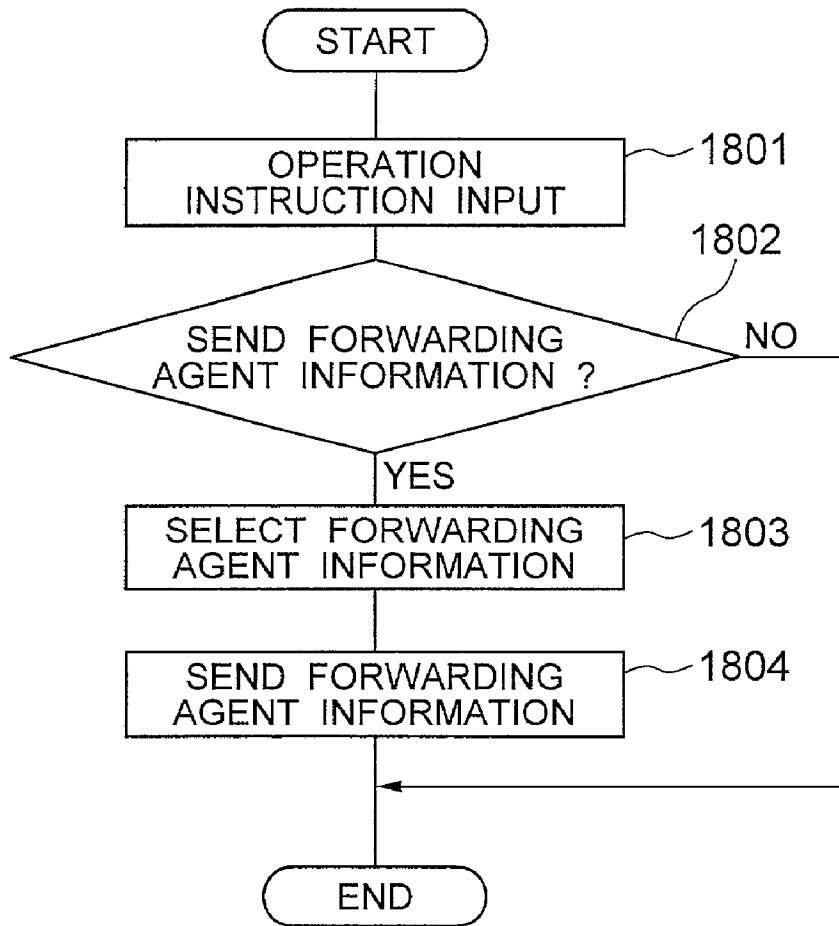 START
OPERATION
INSTRUCTION INPUT
1801
1802
SEND FORWARDING
AGENT INFORMATION ?
NO
YES
SELECT FORWARDING
AGENT INFORMATION
1803
SEND FORWARDING
AGENT INFORMATION
1804
END